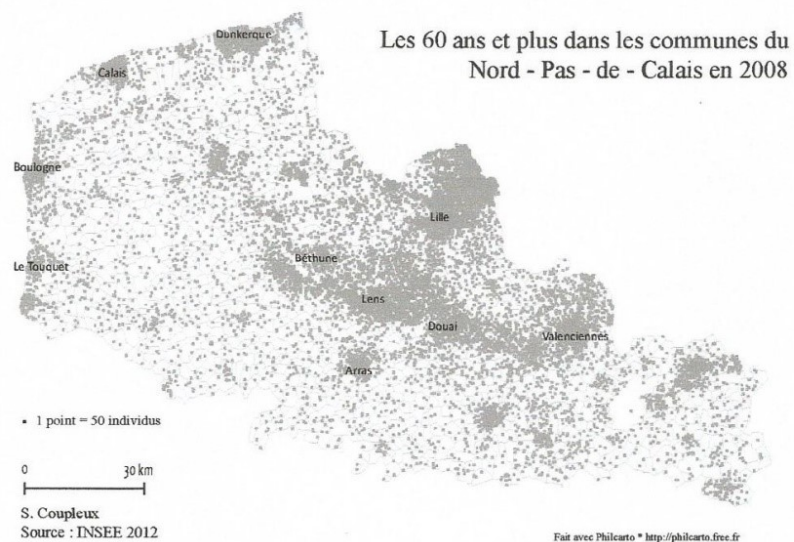 Les 60 ans et plus dans les communes du
Nord - Pas - de - Calais en 2008
Dunkerque
Calais
Boulogne
Lille
Le Touquet
Béthune
Lens
Douai
Valenciennes
Arras
1 point = 50 individus
0 30 km
S. Coupleux
Source : INSEE 2012
Fait avec Philcarto * http://philcarto.free.fr